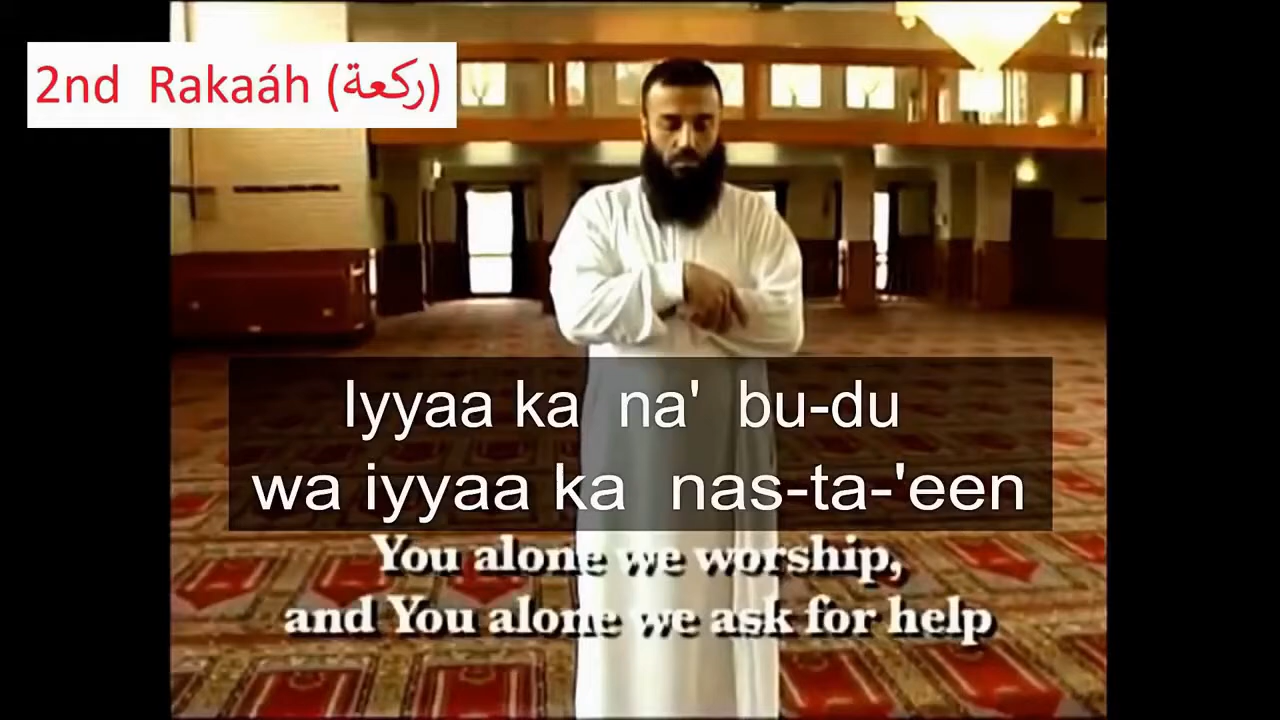 2nd Rakaáh (ركعة)
Iyyaa ka na' bu-du
wa iyyaa ka nas-ta-'een
You alone we worship,
and You alone we ask for help